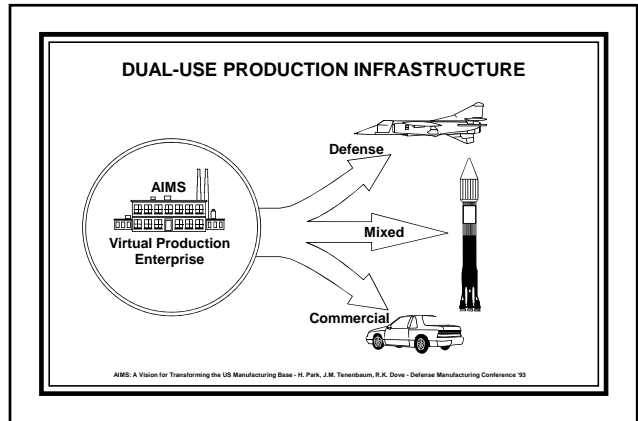 DUAL-USE PRODUCTION INFRASTRUCTURE
Defense
AIMS
Virtual Production
Enterprise
Mixed
Commercial
AIMS: A Vision for Transforming the US Manufacturing Base - H. Park, J.M. Tenenbaum, R.K. Dove - Defense Manufacturing Conference '93